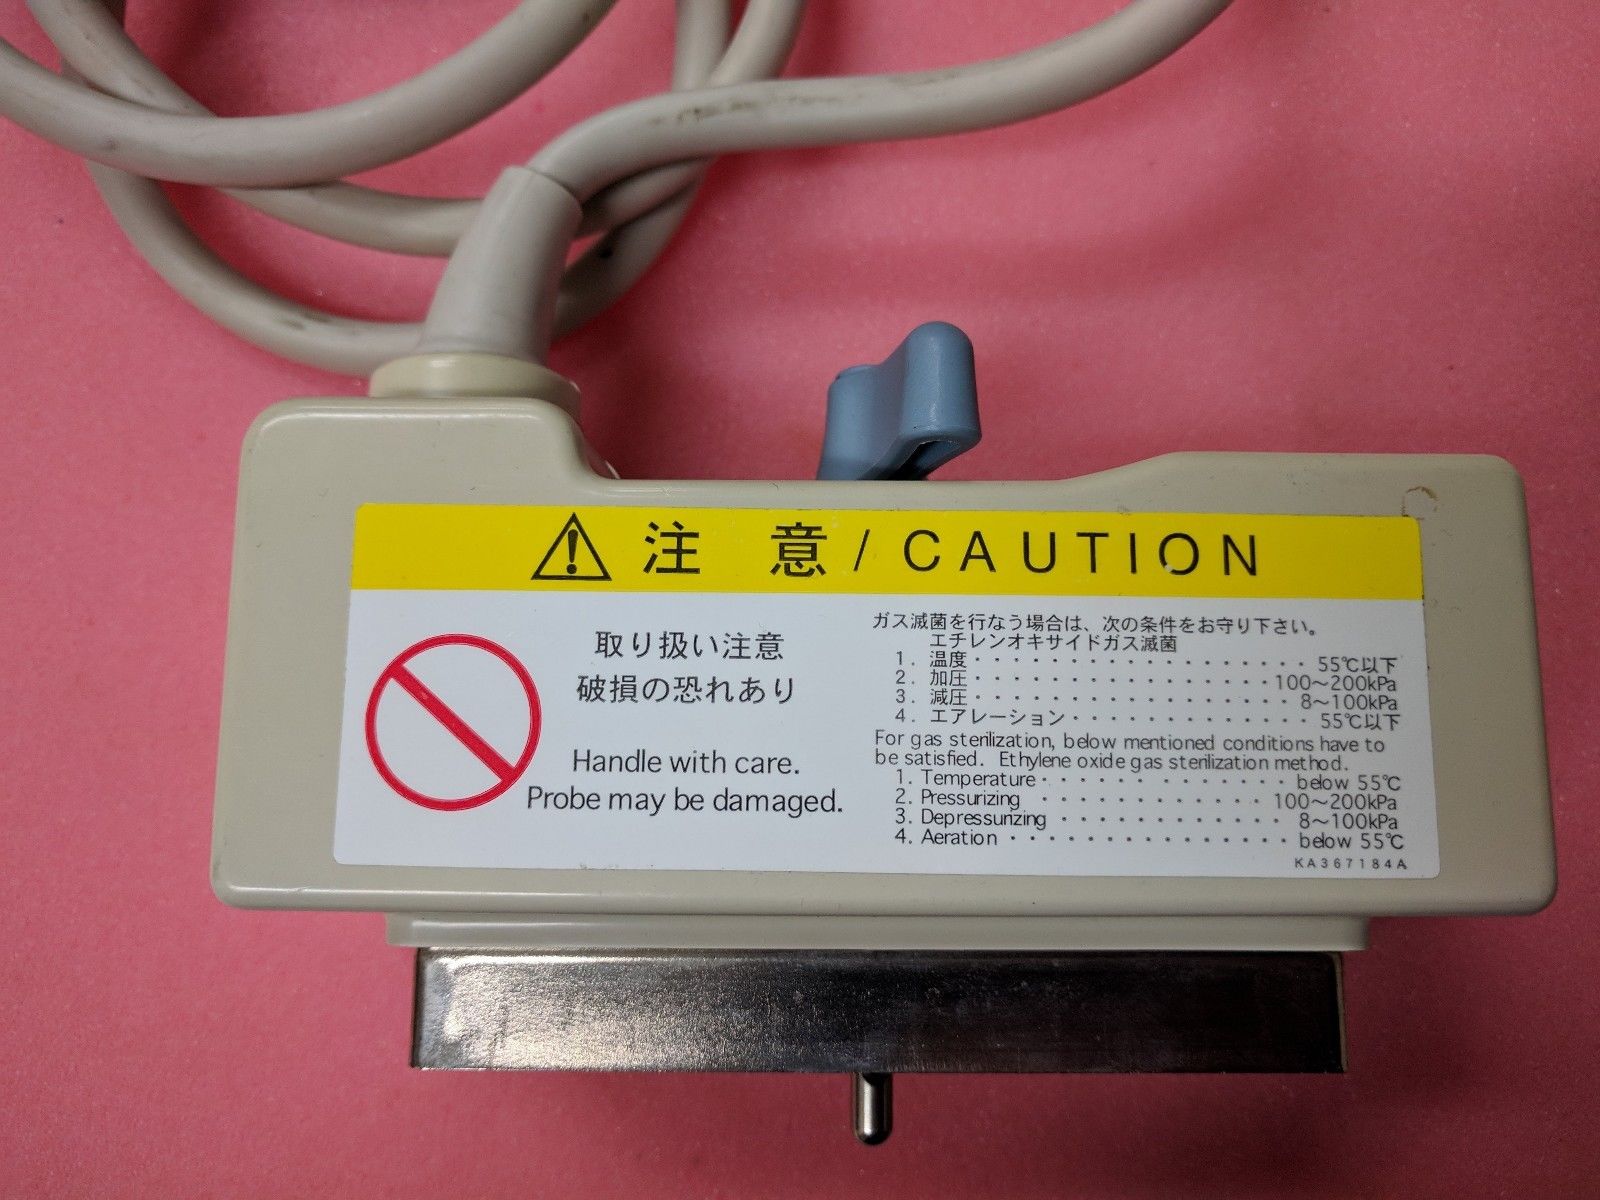 注 意 / CAUTION
取り扱い注意
破損の恐れあり
Handle with care.
Probe may be damaged.
ガス滅菌を行なう場合は、次の条件をお守り下さい。
エチレンオキサイドガス滅菌
1. 温度・・・・・・・・・・・・・・・・・・55℃以下
2. 加圧・・・・・・・・・・・・・・・・100～200kPa
3. 減圧・・・・・・・・・・・・・・・・・8～100kPa
4. エアレーション・・・・・・・・・・・・・55℃以下
For gas sterilization, below mentioned conditions have to
be satisfied. Ethylene oxide gas sterilization method.
1. Temperature・・・・・・・・・・・・・below 55℃
2. Pressurizing ・・・・・・・・・・・・100～200kPa
3. Depressurizing ・・・・・・・・・・・・8～100kPa
4. Aeration ・・・・・・・・・・・・・・・below 55℃
KA367184A